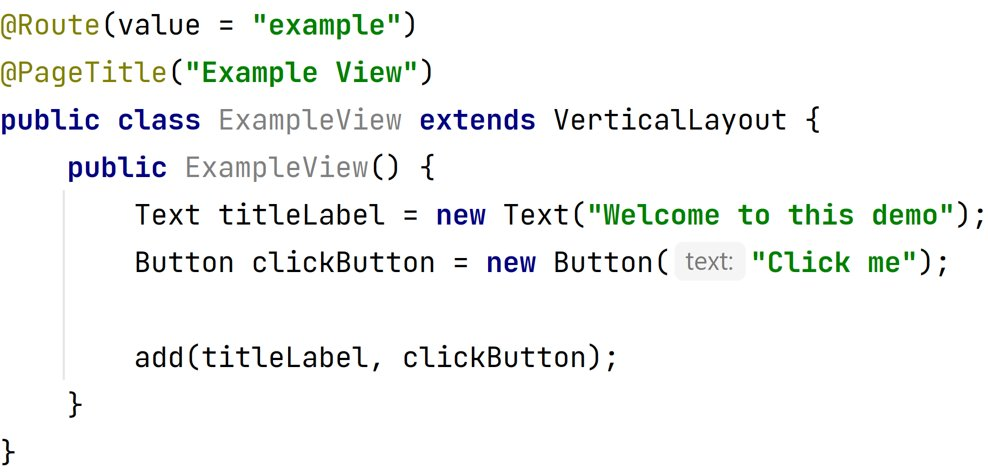 @Route(value = "example")
@PageTitle("Example View")
public class ExampleView extends VerticalLayout {
    public ExampleView() {
        Text titleLabel = new Text("Welcome to this demo");
        Button clickButton = new Button( text: "Click me");

        add(titleLabel, clickButton);
    }
}